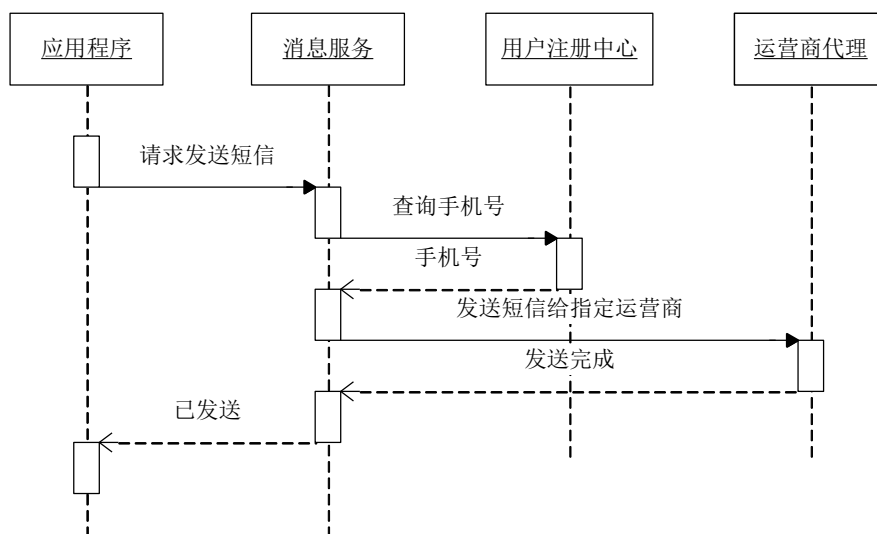 应用程序
消息服务
用户注册中心
运营商代理
请求发送短信
查询手机号
手机号
发送短信给指定运营商
发送完成
已发送